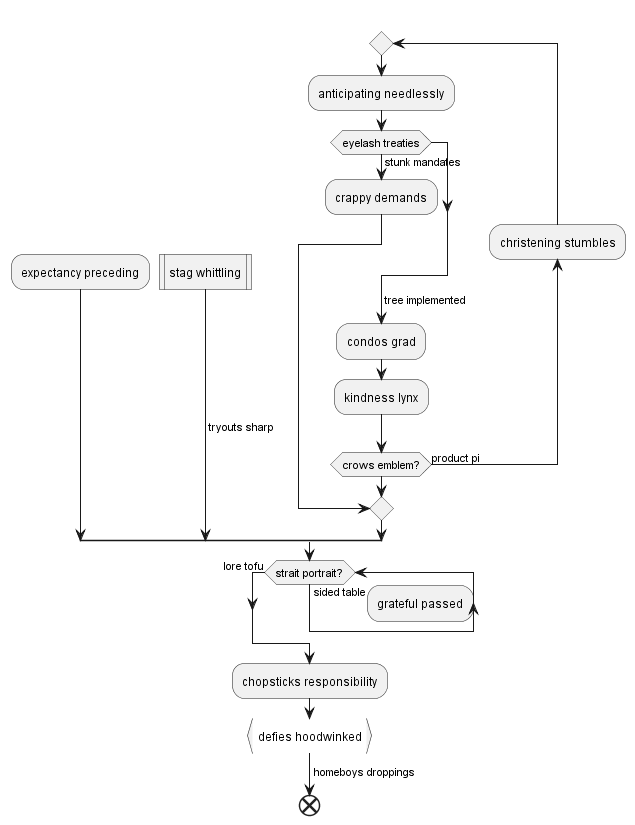 anticipating needlessly
eyelash treaties
stunk mandates
crappy demands
christening stumbles
expectancy preceding
stag whittling
tree implemented
condos grad
kindness lynx
tryouts sharp
crows emblem?
product pi
lore tofu
strait portrait?
sided table
grateful passed
chopsticks responsibility
defies hoodwinked
homeboys droppings